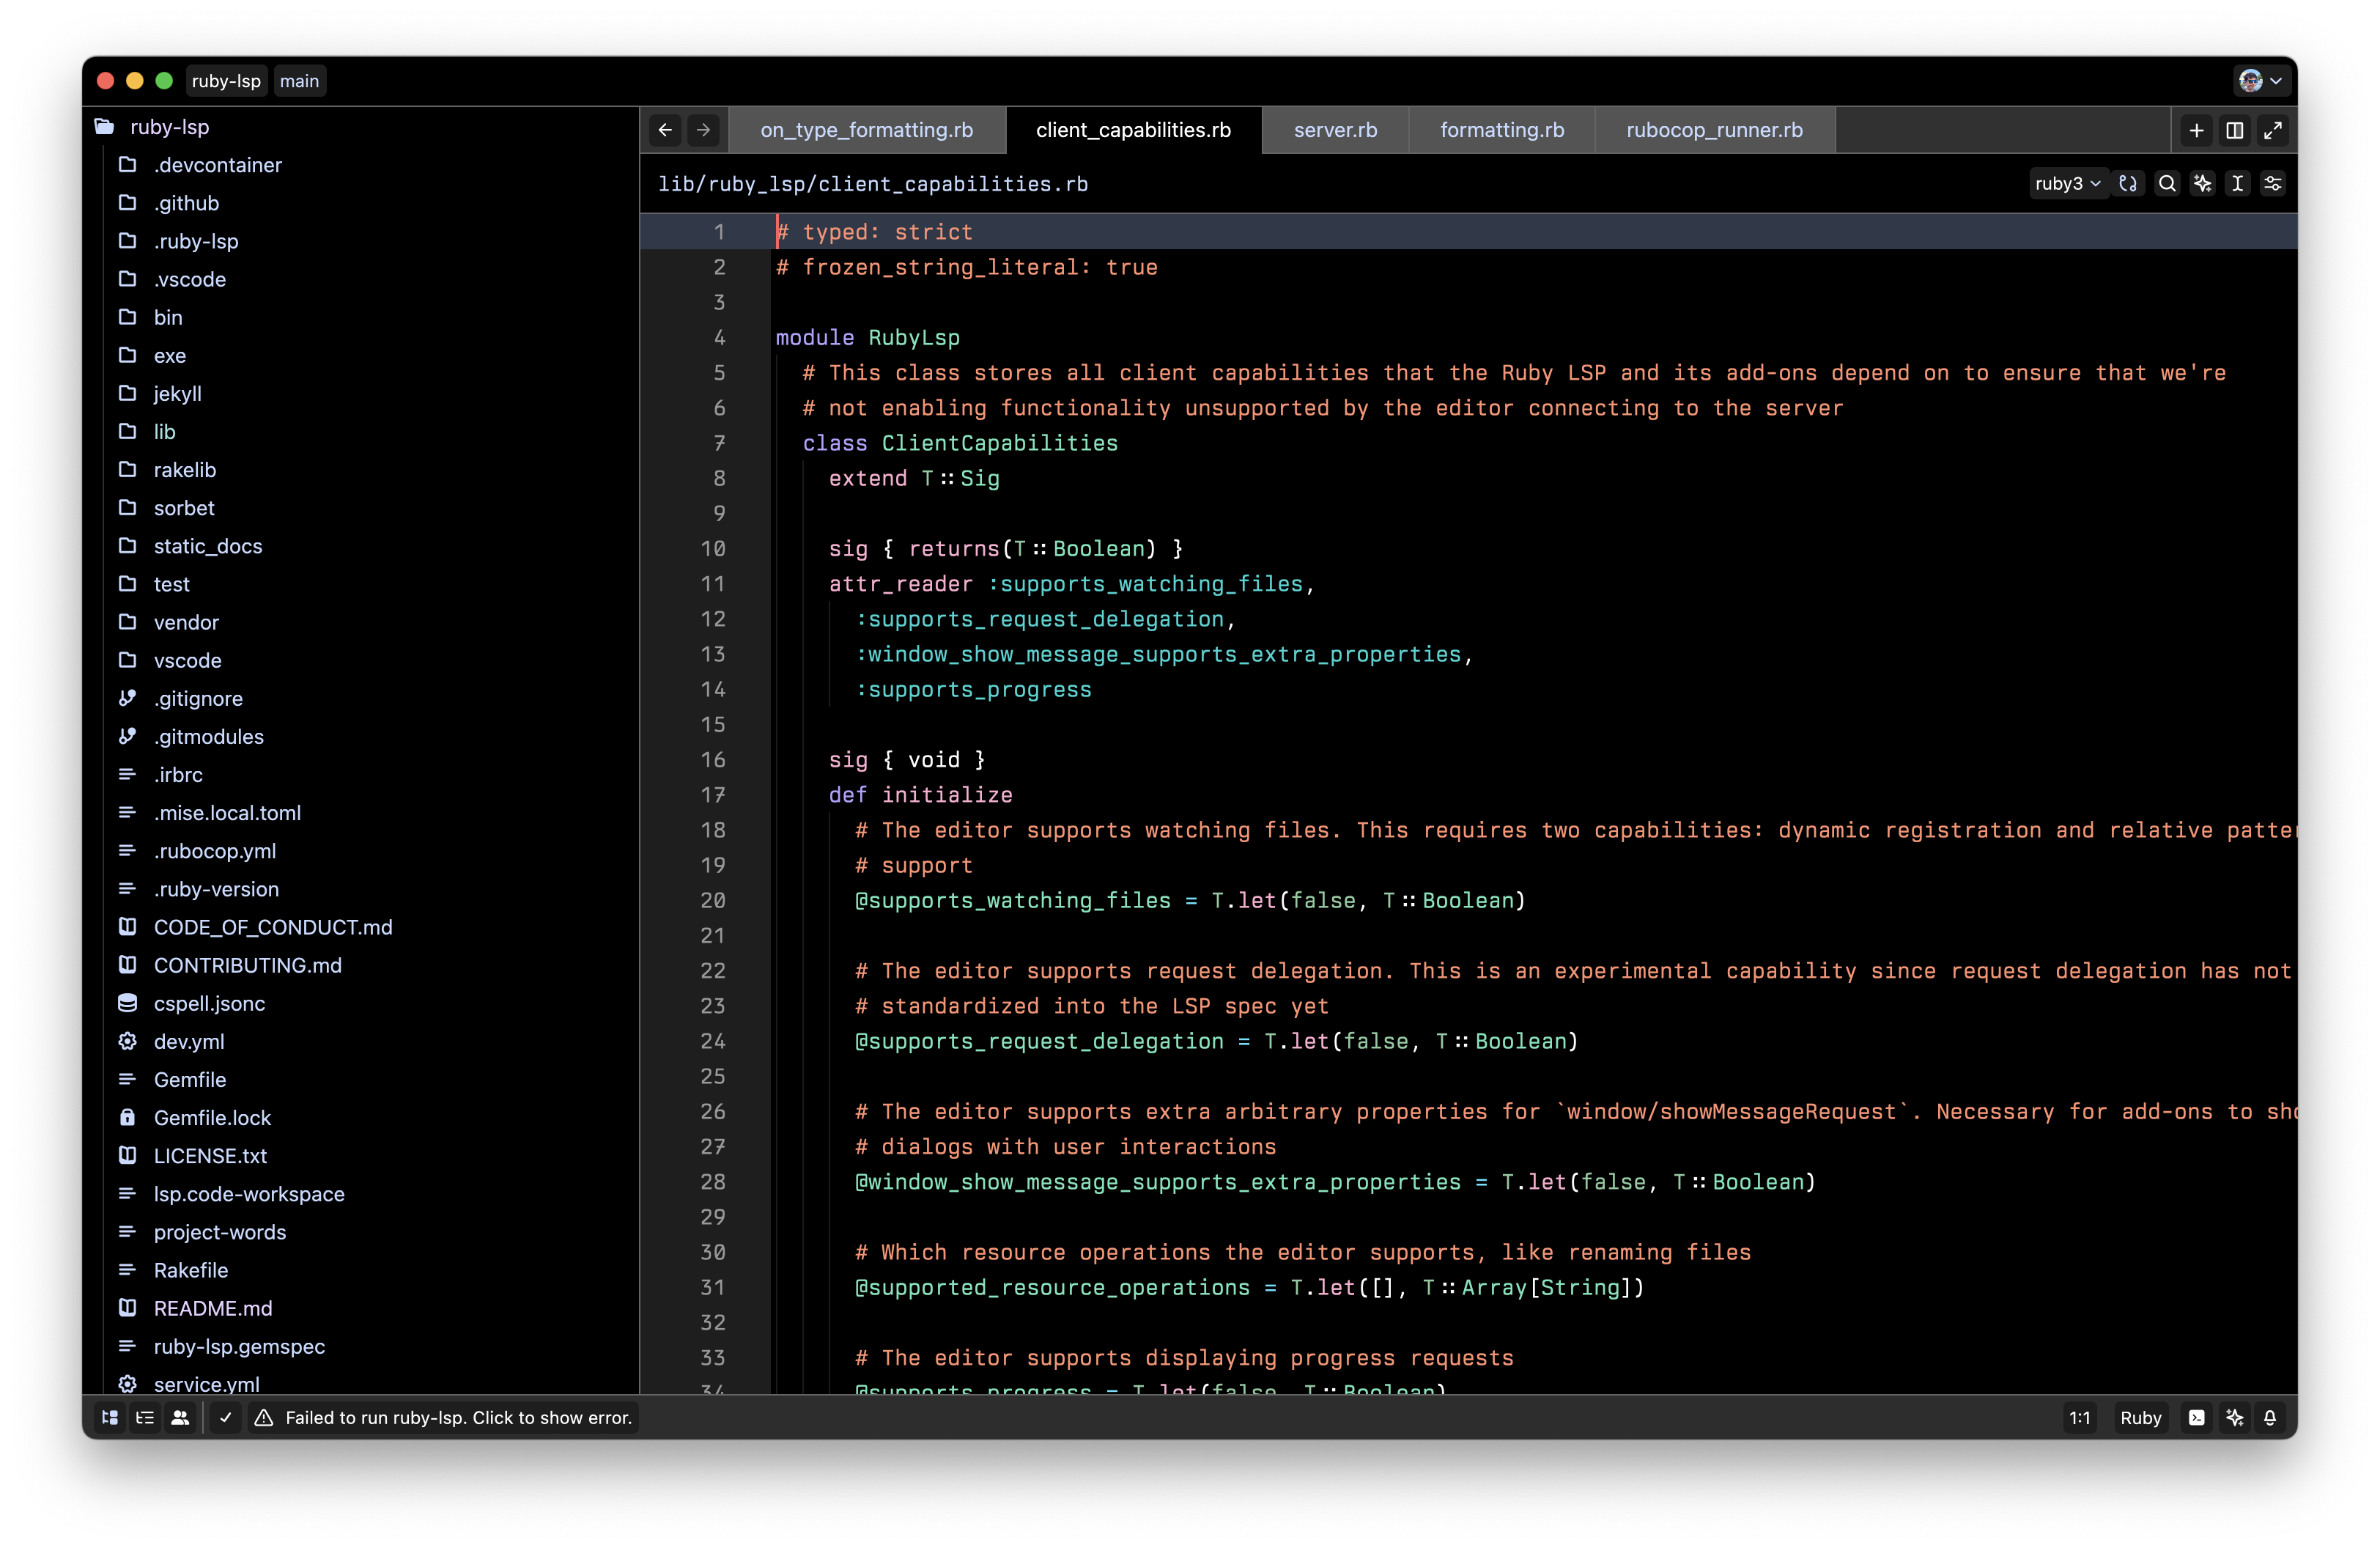 ruby-lsp main
ruby-lsp
.devcontainer
.github
.ruby-lsp
.vscode
bin
exe
jekyll
lib
rakelib
sorbet
static_docs
test
vendor
vscode
.gitignore
.gitmodules
.irbrc
.mise.local.toml
.rubocop.yml
.ruby-version
CODE_OF_CONDUCT.md
CONTRIBUTING.md
cspell.jsonc
dev.yml
Gemfile
Gemfile.lock
LICENSE.txt
lsp.code-workspace
project-words
Rakefile
README.md
ruby-lsp.gemspec
service.yml
on_type_formatting.rb client_capabilities.rb server.rb formatting.rb rubocop_runner.rb
lib/ruby_lsp/client_capabilities.rb ruby3
1 # typed: strict
2 # frozen_string_literal: true
3
4 module RubyLsp
5 # This class stores all client capabilities that the Ruby LSP and its add-ons depend on to ensure that we're
6 # not enabling functionality unsupported by the editor connecting to the server
7 class ClientCapabilities
8 extend T::Sig
9
10 sig { returns(T::Boolean) }
11 attr_reader :supports_watching_files,
12 :supports_request_delegation,
13 :window_show_message_supports_extra_properties,
14 :supports_progress
15
16 sig { void }
17 def initialize
18 # The editor supports watching files. This requires two capabilities: dynamic registration and relative patter
19 # support
20 @supports_watching_files = T.let(false, T::Boolean)
21
22 # The editor supports request delegation. This is an experimental capability since request delegation has not
23 # standardized into the LSP spec yet
24 @supports_request_delegation = T.let(false, T::Boolean)
25
26 # The editor supports extra arbitrary properties for `window/showMessageRequest`. Necessary for add-ons to sho
27 # dialogs with user interactions
28 @window_show_message_supports_extra_properties = T.let(false, T::Boolean)
29
30 # Which resource operations the editor supports, like renaming files
31 @supported_resource_operations = T.let([], T::Array[String])
32
33 # The editor supports displaying progress requests
34 @supports_progress = T.let(false, T::Boolean)
Failed to run ruby-lsp. Click to show error. 1:1 Ruby